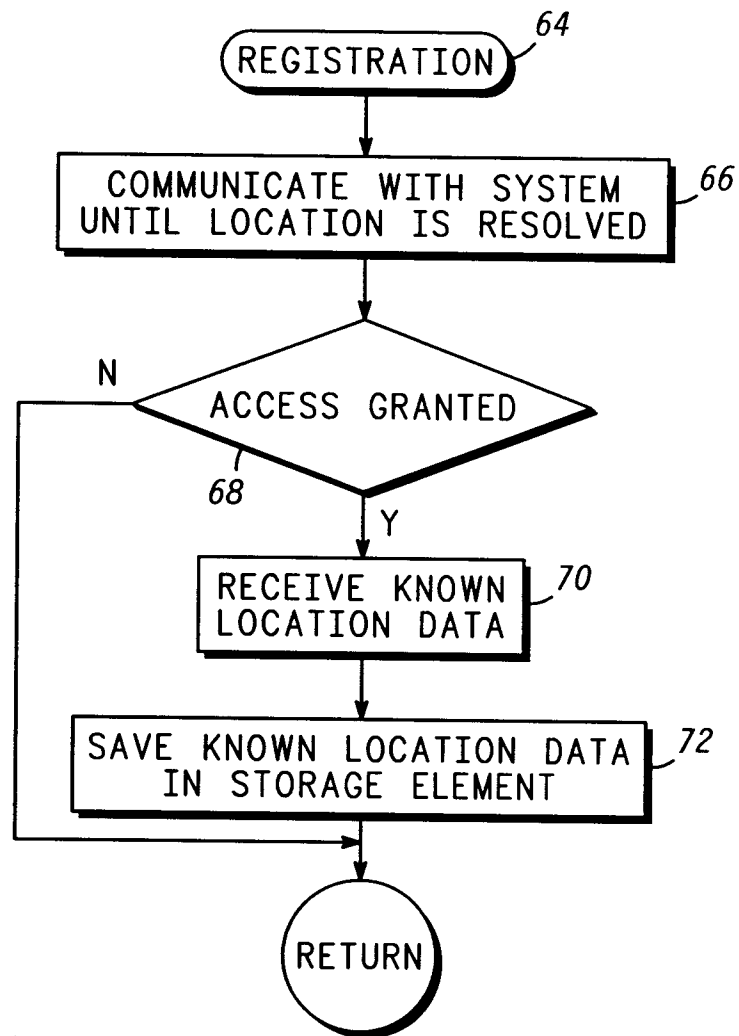 REGISTRATION
64
COMMUNICATE WITH SYSTEM
UNTIL LOCATION IS RESOLVED
66
N
ACCESS GRANTED
68
Y
RECEIVE KNOWN
LOCATION DATA
70
SAVE KNOWN LOCATION DATA
IN STORAGE ELEMENT
72
RETURN